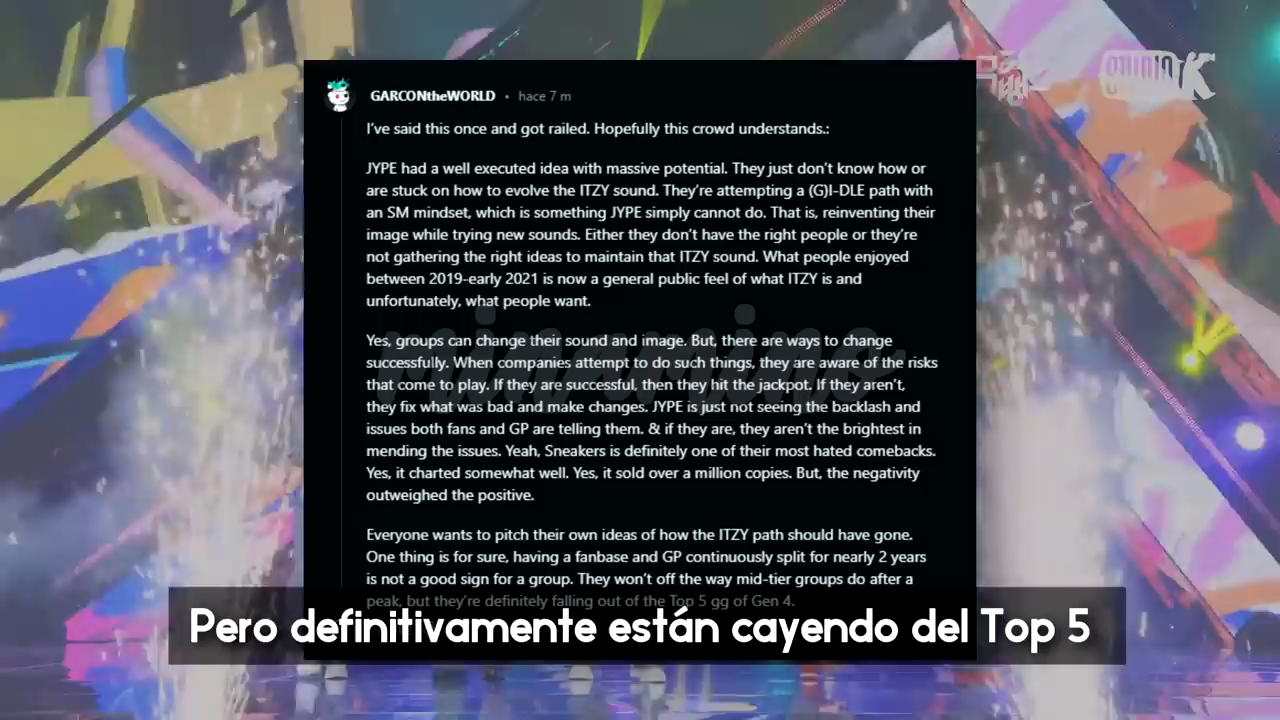 GARCONtheWORLD • hace 7 m
I've said this once and got railed. Hopefully this crowd understands.:
JYPE had a well executed idea with massive potential. They just don't know how or
are stuck on how to evolve the ITZY sound. They're attempting a (G)I-DLE path with
an SM mindset, which is something JYPE simply cannot do. That is, reinventing their
image while trying new sounds. Either they don't have the right people or they're
not gathering the right ideas to maintain that ITZY sound. What people enjoyed
between 2019-early 2021 is now a general public feel of what ITZY is and
unfortunately, what people want.
Yes, groups can change their sound and image. But, there are ways to change
successfully. When companies attempt to do such things, they are aware of the risks
that come to play. If they are successful, then they hit the jackpot. If they aren't,
they fix what was bad and make changes. JYPE is just not seeing the backlash and
issues both fans and GP are telling them. & if they are, they aren't the brightest in
mending the issues. Yeah, Sneakers is definitely one of their most hated comebacks.
Yes, it charted somewhat well. Yes, it sold over a million copies. But, the negativity
outweighed the positive.
Everyone wants to pitch their own ideas of how the ITZY path should have gone.
One thing is for sure, having a fanbase and GP continuously split for nearly 2 years
is not a good sign for a group. They won't off the way mid-tier groups do after a
peak, but they're definitely falling out of the Top 5 gg of Gen 4.
Pero definitivamente están cayendo del Top 5
STUDIO K